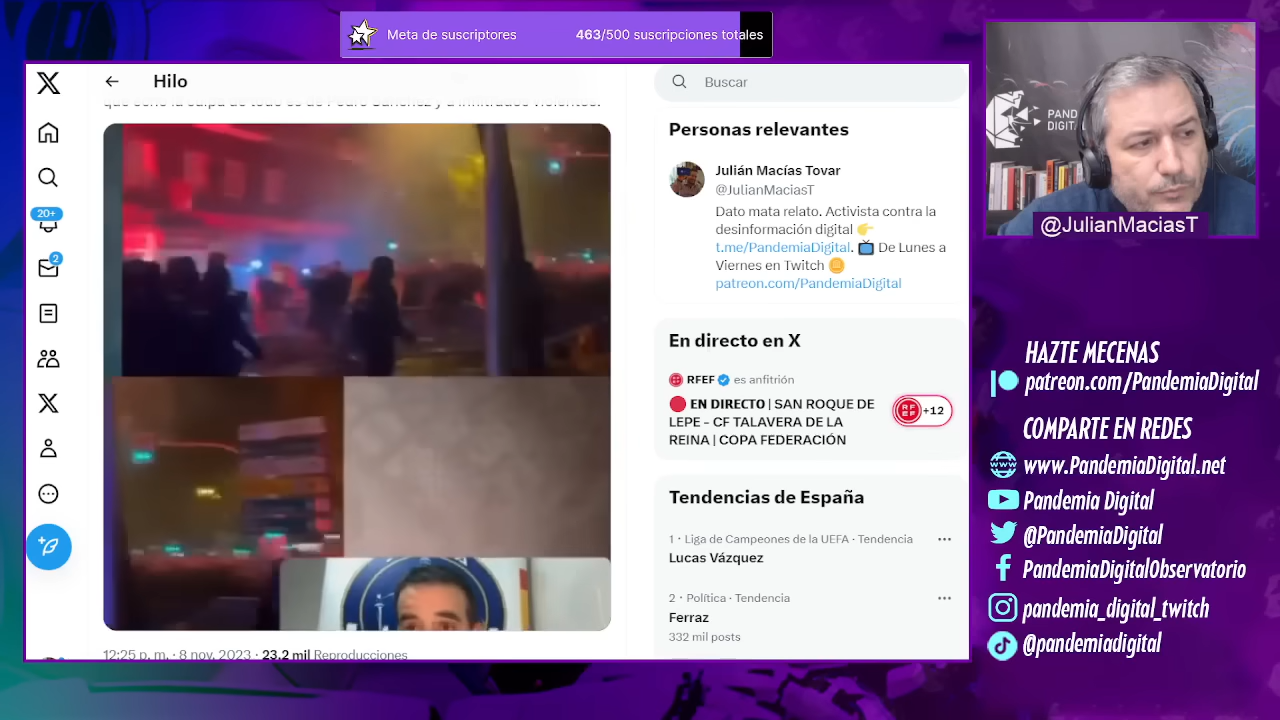 Meta de suscriptores
463/500 suscripciones totales
Hilo
Buscar
Personas relevantes
Julián Macías Tovar
@JulianMaciasT
Dato mata relato. Activista contra la
desinformación digital 👉
t.me/PandemiaDigital. 📺 De Lunes a
Viernes en Twitch 🪙
patreon.com/PandemiaDigital
En directo en X
RFEF es anfitrión
🔴 EN DIRECTO | SAN ROQUE DE
LEPE - CF TALAVERA DE LA
REINA | COPA FEDERACIÓN
+12
Tendencias de España
1 · Liga de Campeones de la UEFA · Tendencia
Lucas Vázquez
2 · Política · Tendencia
Ferraz
332 mil posts
20+
2
12:25 p. m. · 8 nov. 2023 · 23,2 mil Reproducciones
PANDE
DIGITAL
@JulianMaciasT
HAZTE MECENAS
patreon.com/PandemiaDigital
COMPARTE EN REDES
www
www.PandemiaDigital.net
Pandemia Digital
@PandemiaDigital
PandemiaDigitalObservatorio
pandemia_digital_twitch
@pandemiadigital